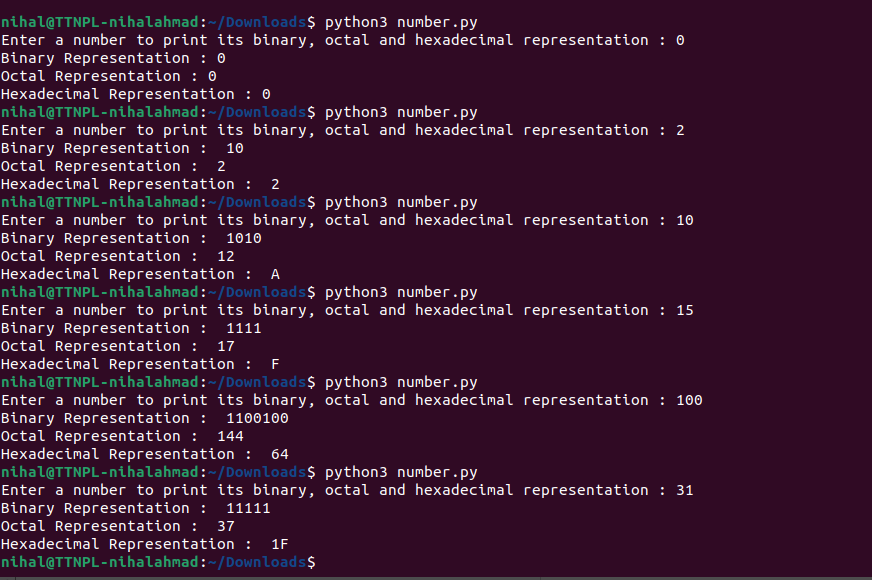 nihal@TTNPL-nihalahmad:~/Downloads$ python3 number.py
Enter a number to print its binary, octal and hexadecimal representation : 0
Binary Representation : 0
Octal Representation : 0
Hexadecimal Representation : 0
nihal@TTNPL-nihalahmad:~/Downloads$ python3 number.py
Enter a number to print its binary, octal and hexadecimal representation : 2
Binary Representation :  10
Octal Representation :  2
Hexadecimal Representation :  2
nihal@TTNPL-nihalahmad:~/Downloads$ python3 number.py
Enter a number to print its binary, octal and hexadecimal representation : 10
Binary Representation :  1010
Octal Representation :  12
Hexadecimal Representation :  A
nihal@TTNPL-nihalahmad:~/Downloads$ python3 number.py
Enter a number to print its binary, octal and hexadecimal representation : 15
Binary Representation :  1111
Octal Representation :  17
Hexadecimal Representation :  F
nihal@TTNPL-nihalahmad:~/Downloads$ python3 number.py
Enter a number to print its binary, octal and hexadecimal representation : 100
Binary Representation :  1100100
Octal Representation :  144
Hexadecimal Representation :  64
nihal@TTNPL-nihalahmad:~/Downloads$ python3 number.py
Enter a number to print its binary, octal and hexadecimal representation : 31
Binary Representation :  11111
Octal Representation :  37
Hexadecimal Representation :  1F
nihal@TTNPL-nihalahmad:~/Downloads$